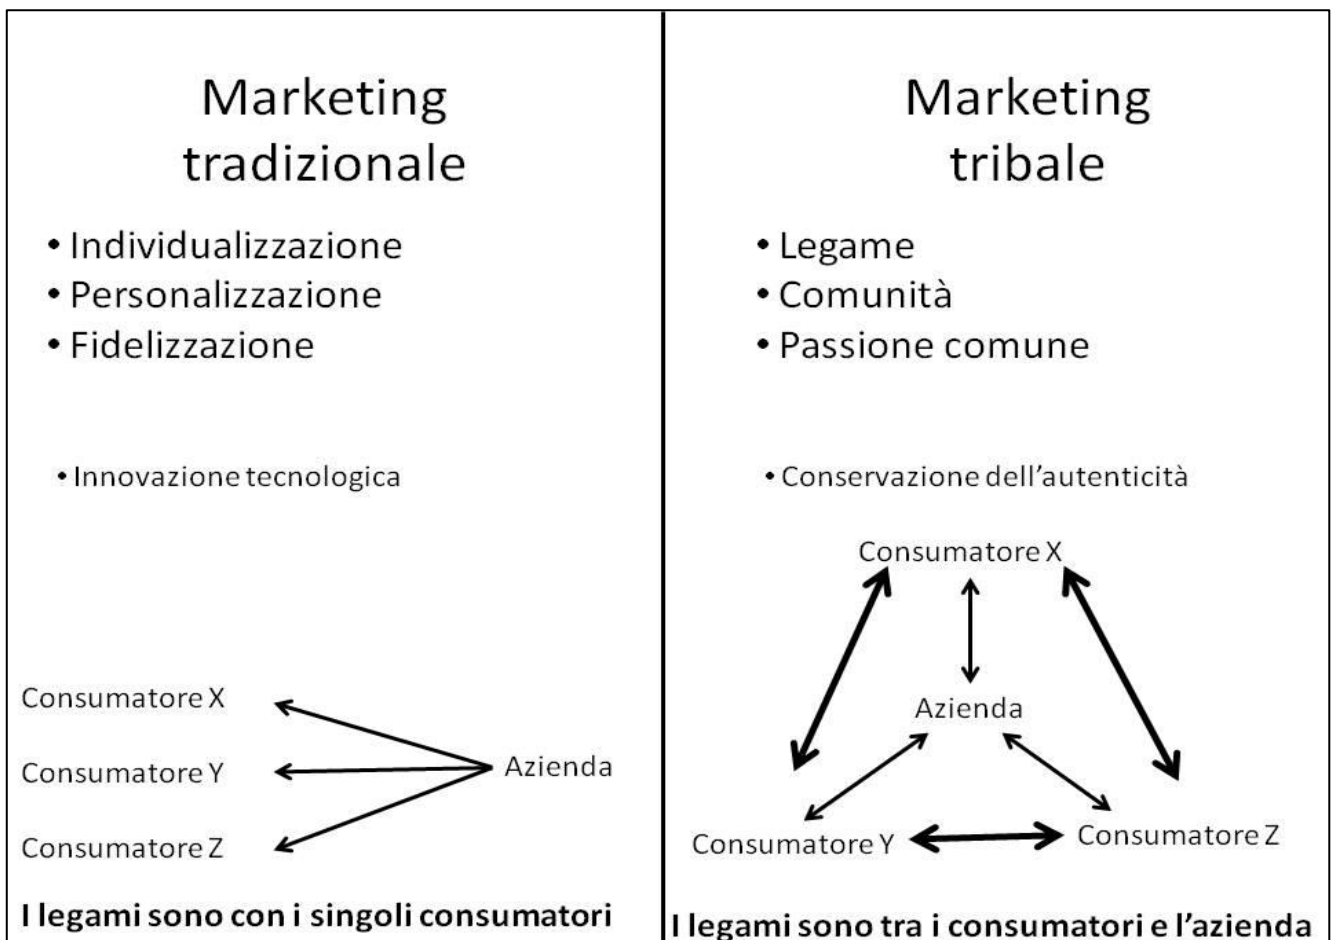 Marketing
tradizionale
• Individualizzazione
• Personalizzazione
• Fidelizzazione
• Innovazione tecnologica
Consumatore X
Consumatore Y
Azienda
Consumatore Z
I legami sono con i singoli consumatori
Marketing
tribale
• Legame
• Comunità
• Passione comune
• Conservazione dell'autenticità
Consumatore X
Azienda
Consumatore Y
Consumatore Z
I legami sono tra i consumatori e l'azienda